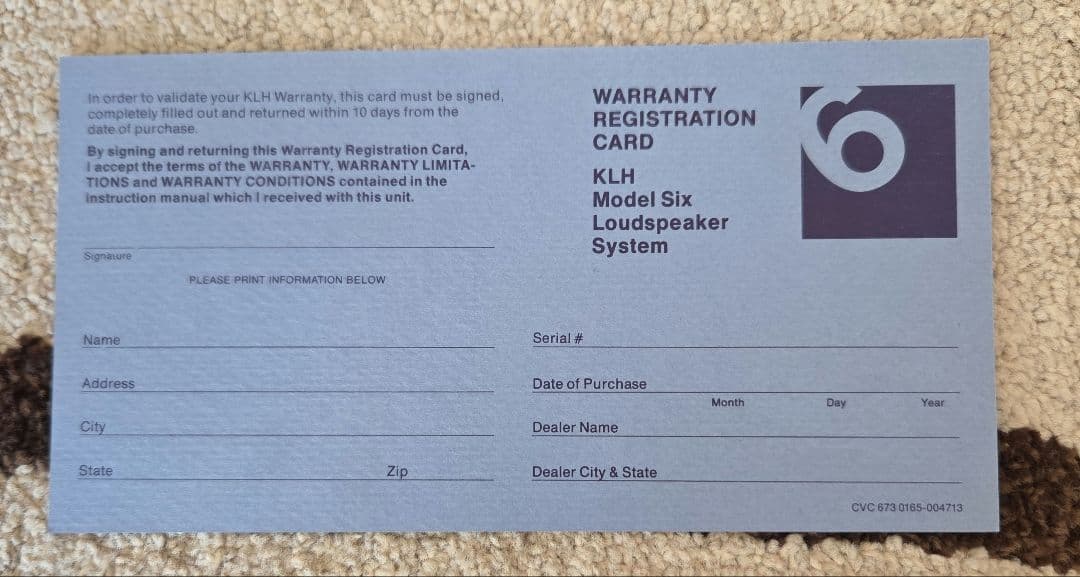 In order to validate your KLH Warranty, this card must be signed,
completely filled out and returned within 10 days from the
date of purchase.
By signing and returning this Warranty Registration Card,
I accept the terms of the WARRANTY, WARRANTY LIMITA-
TIONS and WARRANTY CONDITIONS contained in the
instruction manual which I received with this unit.
Signature
PLEASE PRINT INFORMATION BELOW
Name
Address
City
State Zip
WARRANTY
REGISTRATION
CARD
KLH
Model Six
Loudspeaker
System
6
Serial #
Date of Purchase
Month Day Year
Dealer Name
Dealer City & State
CVC 673 0165-004713